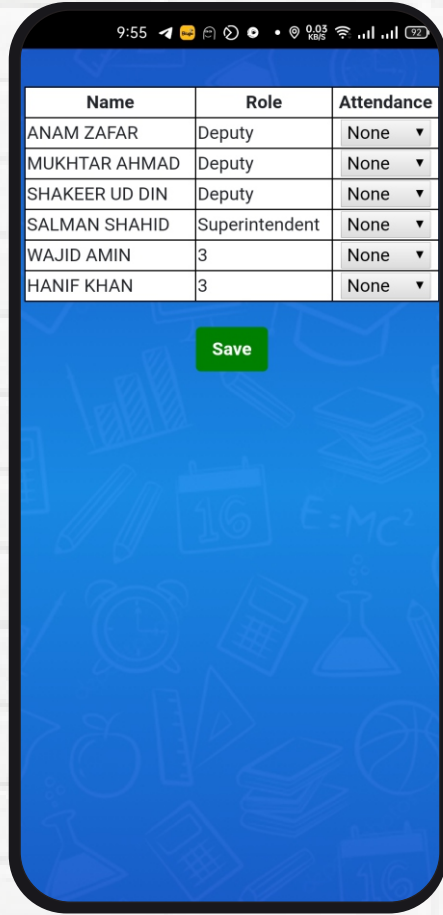 9:55 0.03 KB/S 92
Name Role Attendance
ANAM ZAFAR Deputy None
MUKHTAR AHMAD Deputy None
SHAKEER UD DIN Deputy None
SALMAN SHAHID Superintendent None
WAJID AMIN 3 None
HANIF KHAN 3 None
Save
16 E=MC²
16